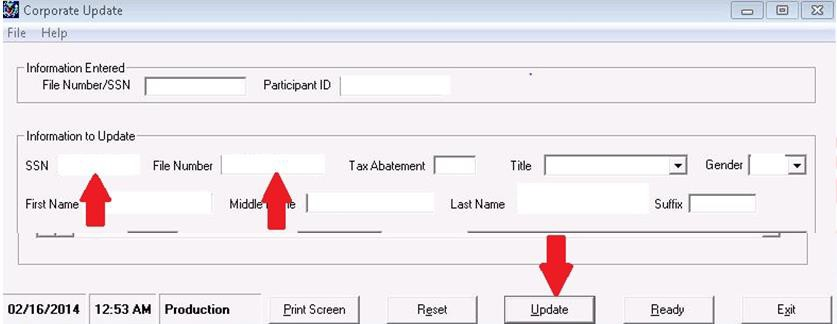 Corporate Update
File Help
Information Entered
File Number/SSN Participant ID
Information to Update
SSN File Number Tax Abatement Title Gender
First Name Middle Name Last Name Suffix
02/16/2014 12:53 AM Production Print Screen Reset Update Ready Exit